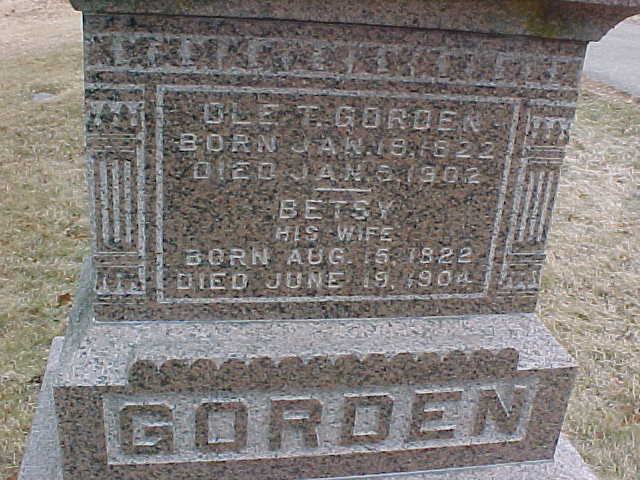 OLE T. GORDEN
BORN JAN. 18, 1822
DIED JAN. 5, 1902
BETSY
HIS WIFE
BORN AUG. 15, 1822
DIED JUNE 19, 1904
GORDEN